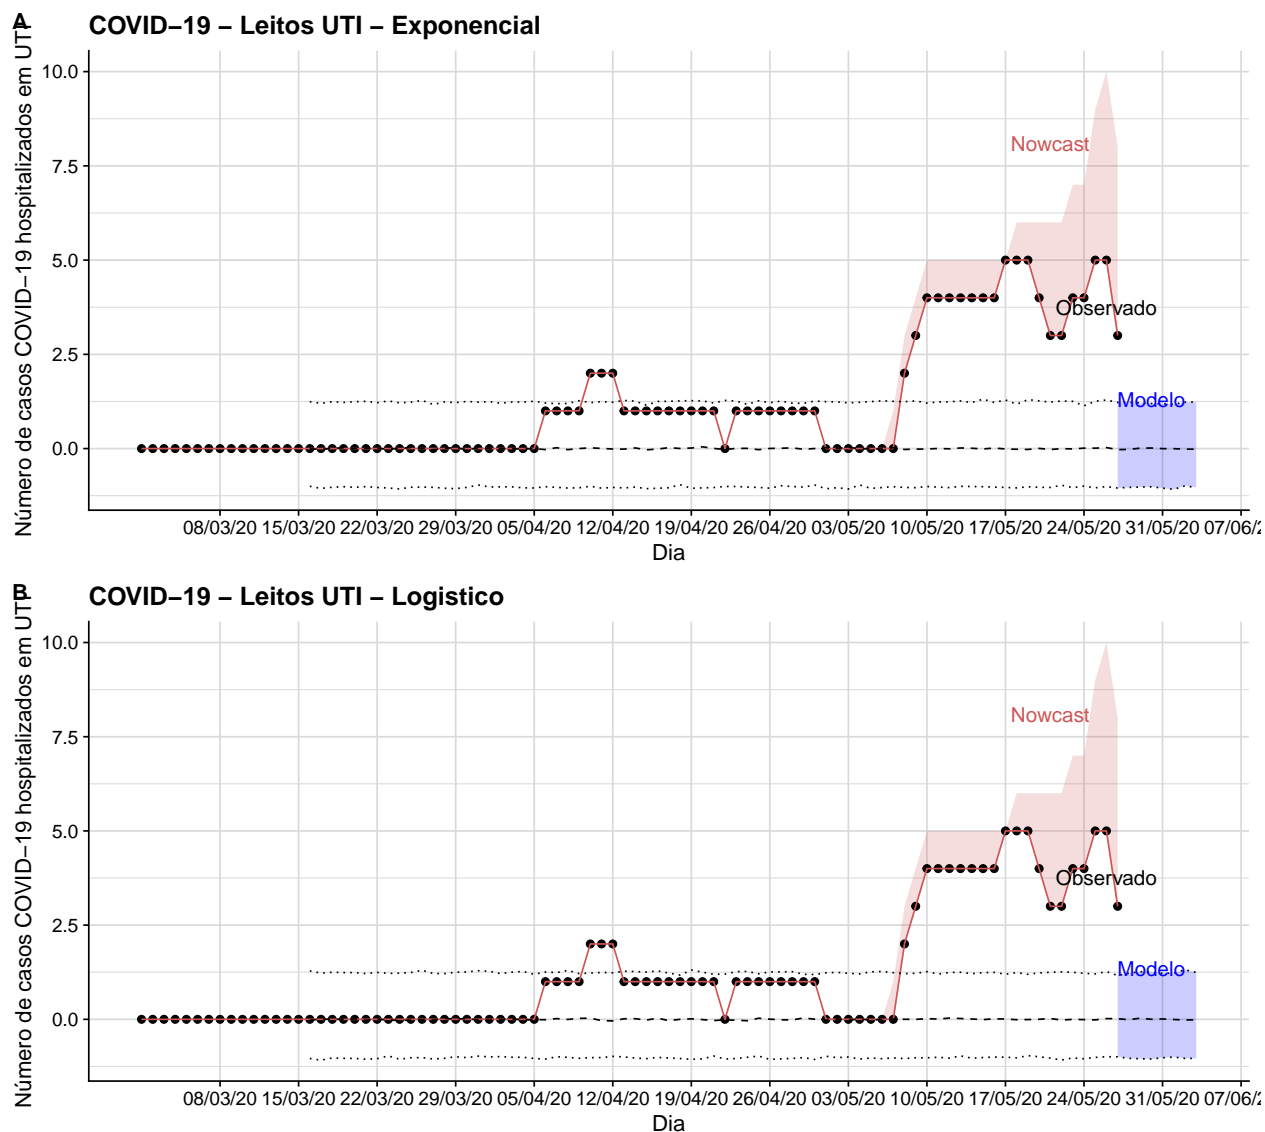 A
COVID–19 – Leitos UTI – Exponencial
Número de casos COVID–19 hospitalizados em UTI
10.0
7.5
5.0
2.5
0.0
Nowcast
Observado
Modelo
08/03/20 15/03/20 22/03/20 29/03/20 05/04/20 12/04/20 19/04/20 26/04/20 03/05/20 10/05/20 17/05/20 24/05/20 31/05/20 07/06/2
Dia
B
COVID–19 – Leitos UTI – Logistico
Número de casos COVID–19 hospitalizados em UTI
10.0
7.5
5.0
2.5
0.0
Nowcast
Observado
Modelo
08/03/20 15/03/20 22/03/20 29/03/20 05/04/20 12/04/20 19/04/20 26/04/20 03/05/20 10/05/20 17/05/20 24/05/20 31/05/20 07/06/2
Dia